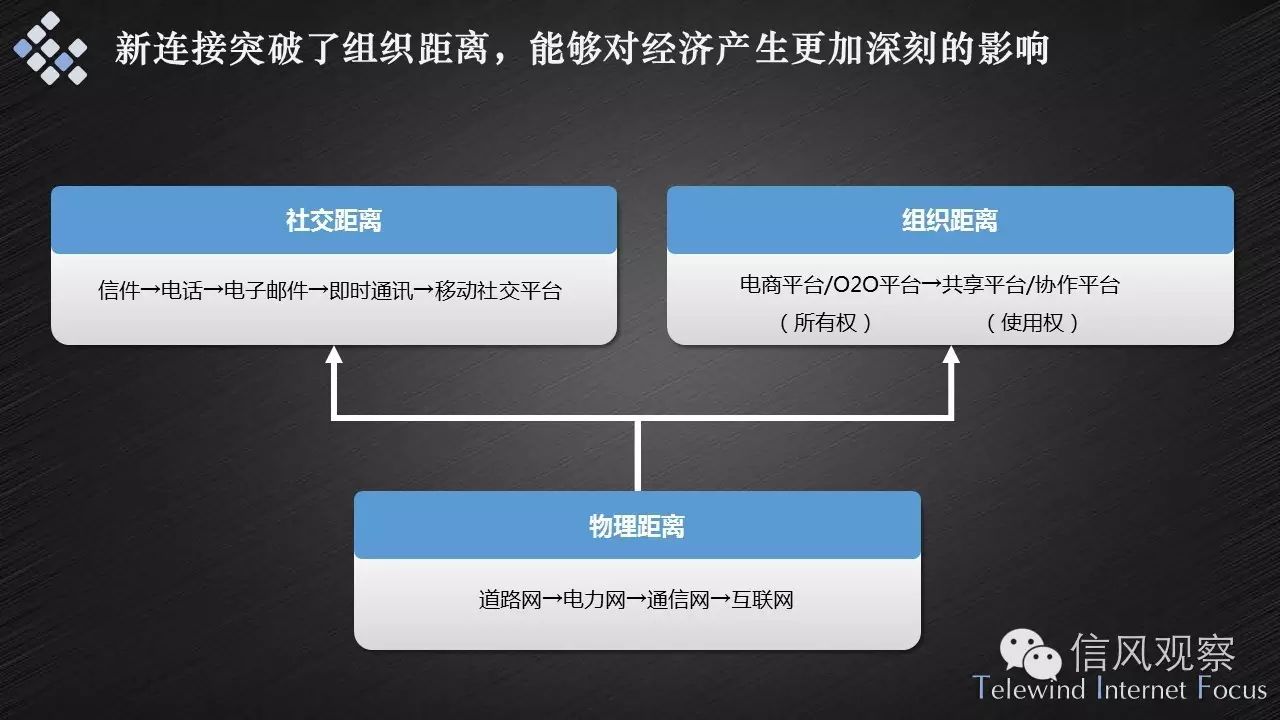 新连接突破了组织距离，能够对经济产生更加深刻的影响
社交距离
信件→电话→电子邮件→即时通讯→移动社交平台
组织距离
电商平台/O2O平台→共享平台/协作平台
（所有权） （使用权）
物理距离
道路网→电力网→通信网→互联网
信风观察
Telewind Internet Focus